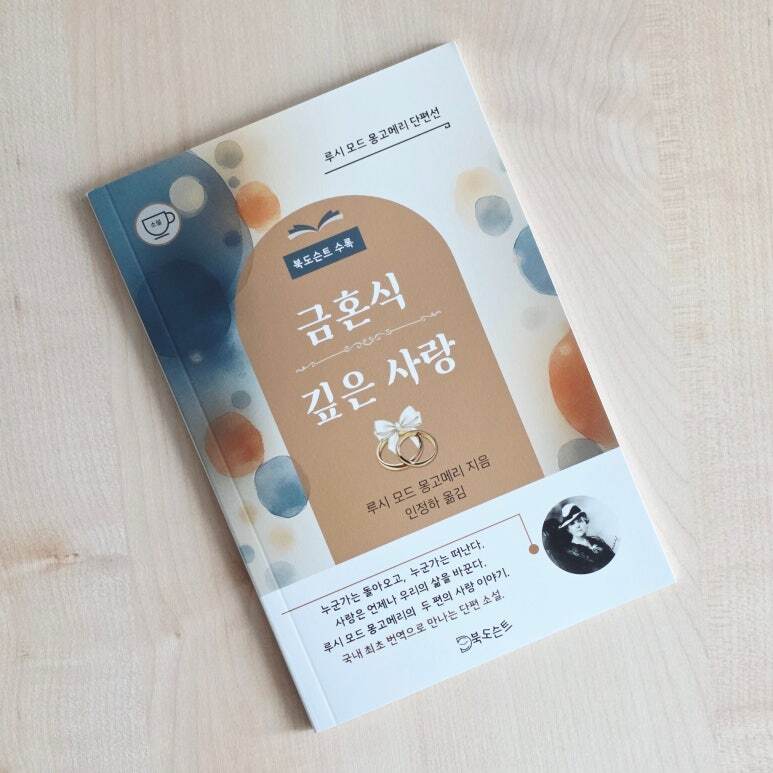 루시 모드 몽고메리 단편선
소설
북도슨트 수록
금혼식
깊은 사랑
루시 모드 몽고메리 지음
인정하 옮김
누군가는 돌아오고, 누군가는 떠난다.
사랑은 언제나 우리의 삶을 바꾼다.
루시 모드 몽고메리의 두 편의 사랑 이야기.
국내 최초 번역으로 만나는 단편 소설.
북도슨트